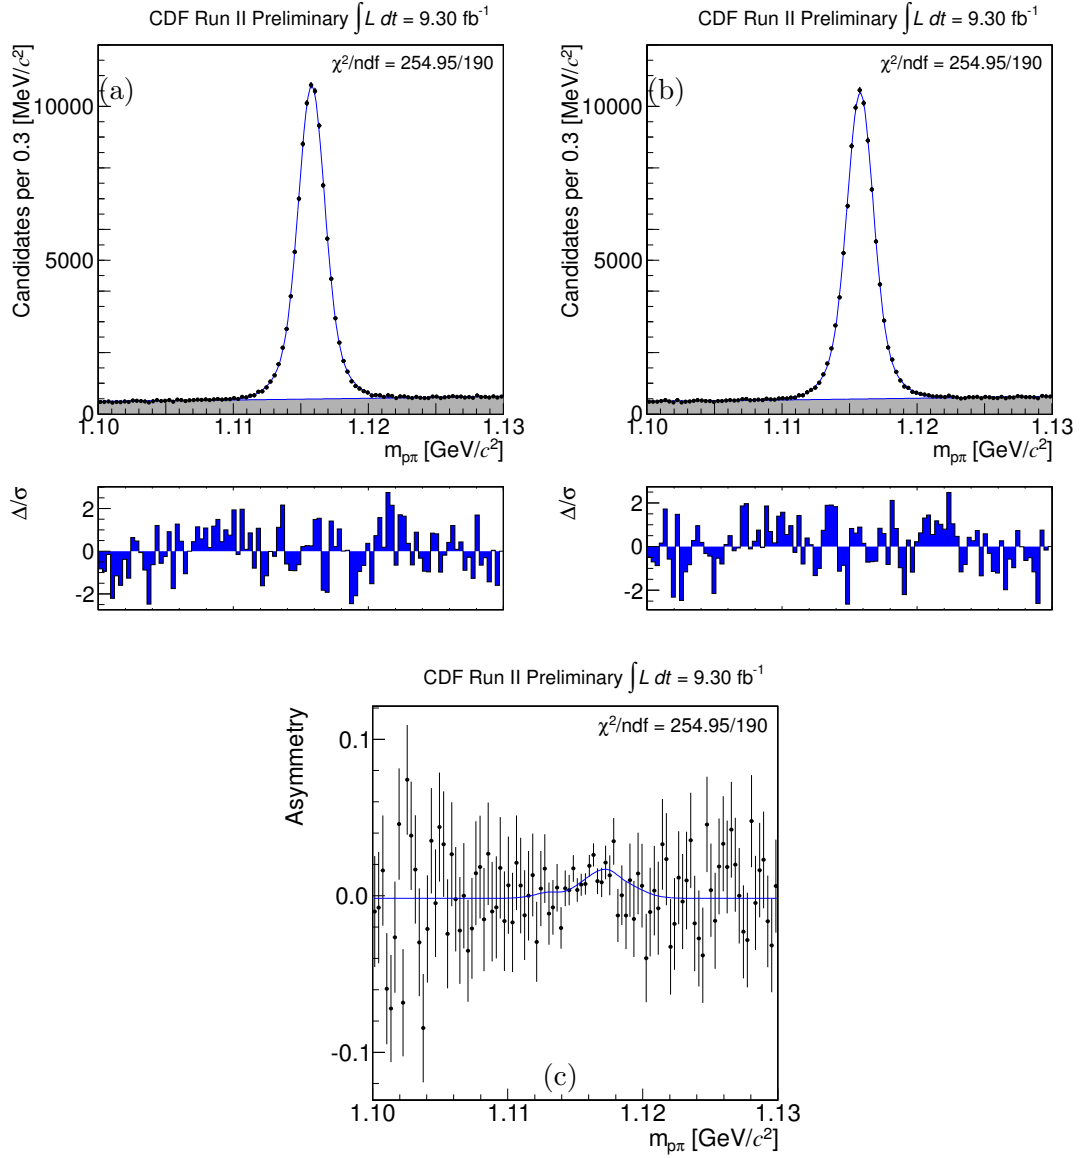 CDF Run II Preliminary ∫L dt = 9.30 fb⁻¹
χ²/ndf = 254.95/190
(a)
Candidates per 0.3 [MeV/c²]
10000
5000
0
1.10 1.11 1.12 1.13
m_pπ [GeV/c²]
Δ/σ
2
0
-2
CDF Run II Preliminary ∫L dt = 9.30 fb⁻¹
χ²/ndf = 254.95/190
(b)
Candidates per 0.3 [MeV/c²]
10000
5000
0
1.10 1.11 1.12 1.13
m_pπ [GeV/c²]
Δ/σ
2
0
-2
CDF Run II Preliminary ∫L dt = 9.30 fb⁻¹
χ²/ndf = 254.95/190
Asymmetry
0.1
0.0
-0.1
(c)
1.10 1.11 1.12 1.13
m_pπ [GeV/c²]